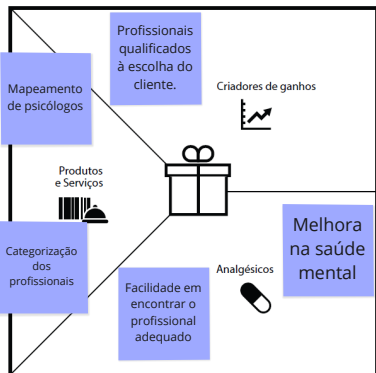 Profissionais
qualificados
à escolha do
cliente.
Criadores de ganhos
Mapeamento
de psicólogos
Produtos
e Serviços
Categorização
dos
profissionais
Melhora
na saúde
mental
Analgésicos
Facilidade em
encontrar o
profissional
adequado